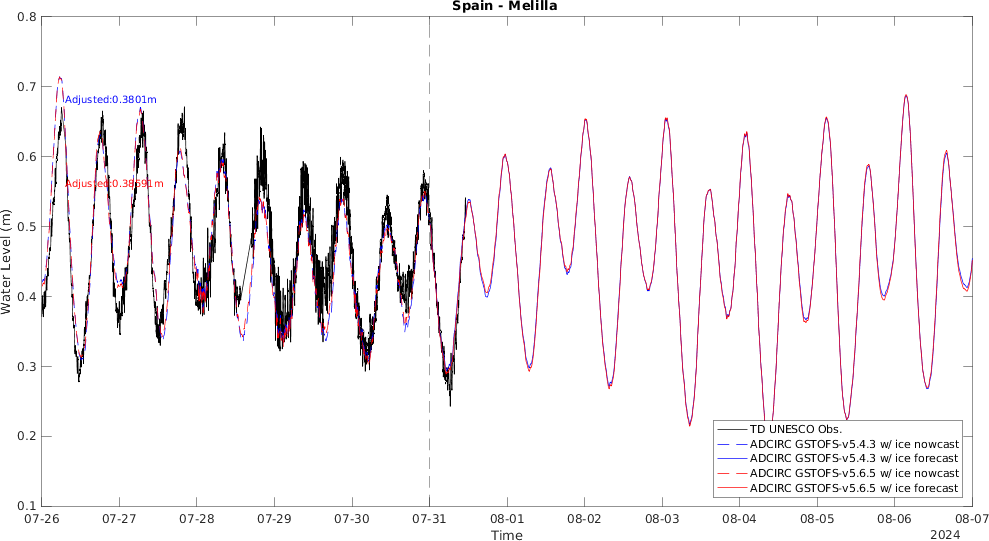 Spain - Melilla
0.8
0.7
0.6
0.5
0.4
0.3
0.2
0.1
Water Level (m)
Adjusted:0.3801m
Adjusted:0.38691m
TD UNESCO Obs.
ADCIRC GSTOFS-v5.4.3 w/ ice nowcast
ADCIRC GSTOFS-v5.4.3 w/ ice forecast
ADCIRC GSTOFS-v5.6.5 w/ ice nowcast
ADCIRC GSTOFS-v5.6.5 w/ ice forecast
07-26 07-27 07-28 07-29 07-30 07-31 08-01 08-02 08-03 08-04 08-05 08-06 08-07
Time
2024